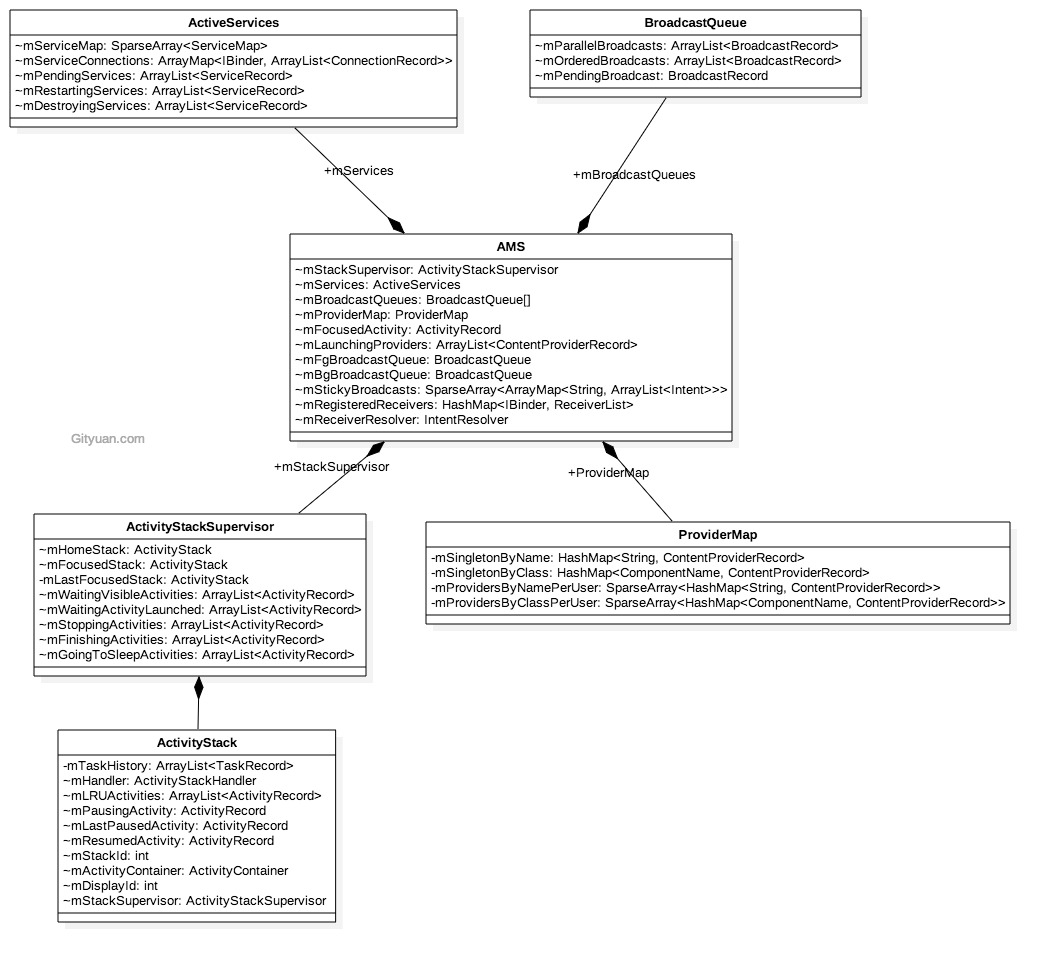 ActiveServices
~mServiceMap: SparseArray<ServiceMap>
~mServiceConnections: ArrayMap<IBinder, ArrayList<ConnectionRecord>>
~mPendingServices: ArrayList<ServiceRecord>
~mRestartingServices: ArrayList<ServiceRecord>
~mDestroyingServices: ArrayList<ServiceRecord>
BroadcastQueue
~mParallelBroadcasts: ArrayList<BroadcastRecord>
~mOrderedBroadcasts: ArrayList<BroadcastRecord>
~mPendingBroadcast: BroadcastRecord
+mServices
+mBroadcastQueues
AMS
~mStackSupervisor: ActivityStackSupervisor
~mServices: ActiveServices
~mBroadcastQueues: BroadcastQueue[]
~mProviderMap: ProviderMap
~mFocusedActivity: ActivityRecord
~mLaunchingProviders: ArrayList<ContentProviderRecord>
~mFgBroadcastQueue: BroadcastQueue
~mBgBroadcastQueue: BroadcastQueue
~mStickyBroadcasts: SparseArray<ArrayMap<String, ArrayList<Intent>>>
~mRegisteredReceivers: HashMap<IBinder, ReceiverList>
~mReceiverResolver: IntentResolver
Gityuan.com
+mStackSupervisor
+ProviderMap
ActivityStackSupervisor
~mHomeStack: ActivityStack
~mFocusedStack: ActivityStack
-mLastFocusedStack: ActivityStack
~mWaitingVisibleActivities: ArrayList<ActivityRecord>
~mWaitingActivityLaunched: ArrayList<ActivityRecord>
~mStoppingActivities: ArrayList<ActivityRecord>
~mFinishingActivities: ArrayList<ActivityRecord>
~mGoingToSleepActivities: ArrayList<ActivityRecord>
ProviderMap
-mSingletonByName: HashMap<String, ContentProviderRecord>
-mSingletonByClass: HashMap<ComponentName, ContentProviderRecord>
-mProvidersByNamePerUser: SparseArray<HashMap<String, ContentProviderRecord>>
-mProvidersByClassPerUser: SparseArray<HashMap<ComponentName, ContentProviderRecord>>
ActivityStack
-mTaskHistory: ArrayList<TaskRecord>
~mHandler: ActivityStackHandler
~mLRUActivities: ArrayList<ActivityRecord>
~mPausingActivity: ActivityRecord
~mLastPausedActivity: ActivityRecord
~mResumedActivity: ActivityRecord
~mStackId: int
~mActivityContainer: ActivityContainer
~mDisplayId: int
~mStackSupervisor: ActivityStackSupervisor